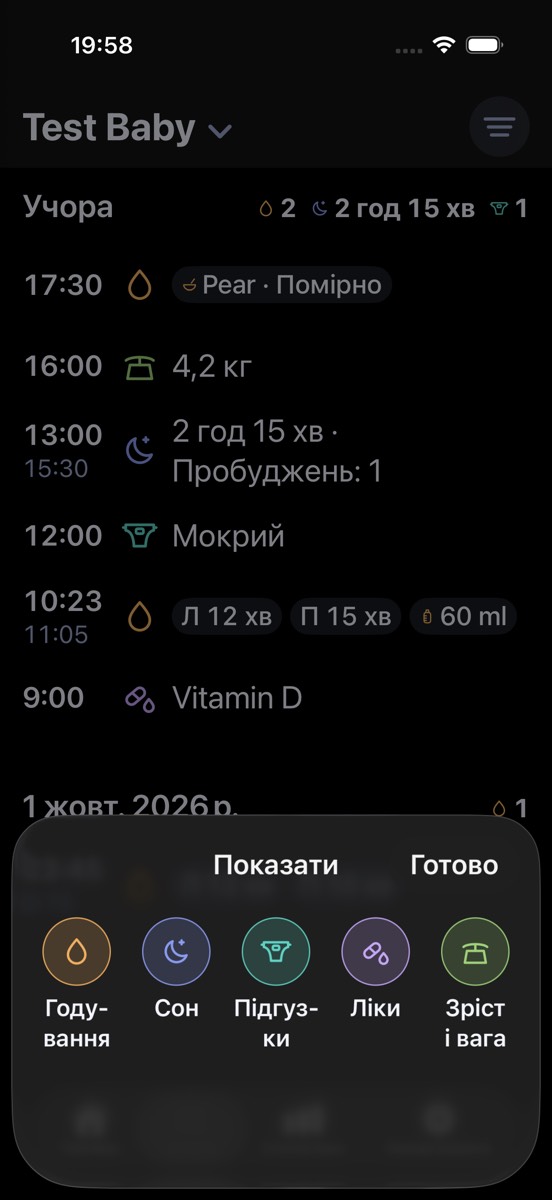 19:58
Test Baby
Учора 2 2 год 15 хв 1
17:30 Pear · Помірно
16:00 4,2 кг
13:00 2 год 15 хв ·
15:30 Пробуджень: 1
12:00 Мокрий
10:23 Л 12 хв П 15 хв 60 ml
11:05
9:00 Vitamin D
1 жовт. 2026 р. 1
Показати Готово
Году- Сон Підгуз- Ліки Зріст
вання ки і вага